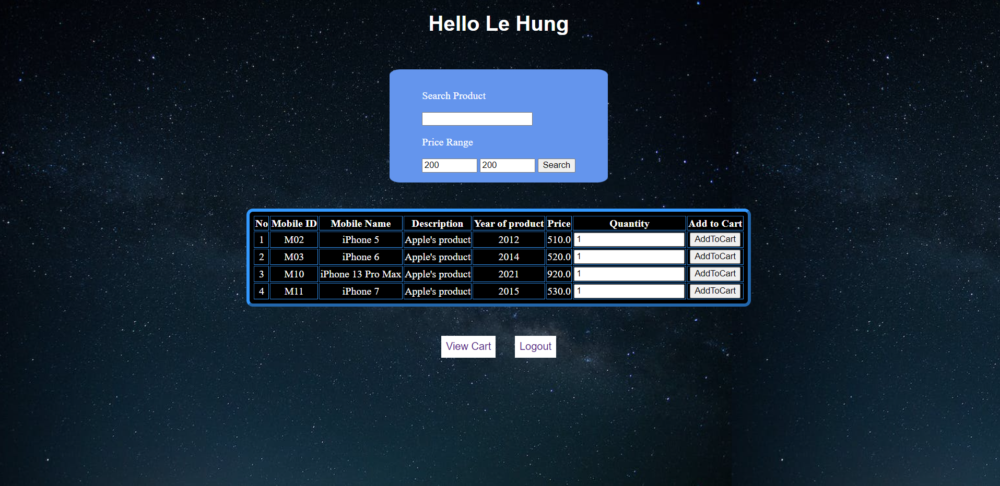 Hello Le Hung
Search Product
Price Range
200 200 Search
No Mobile ID Mobile Name Description Year of product Price Quantity Add to Cart
1 M02 iPhone 5 Apple's product 2012 510.0 1 AddToCart
2 M03 iPhone 6 Apple's product 2014 520.0 1 AddToCart
3 M10 iPhone 13 Pro Max Apple's product 2021 920.0 1 AddToCart
4 M11 iPhone 7 Apple's product 2015 530.0 1 AddToCart
View Cart Logout